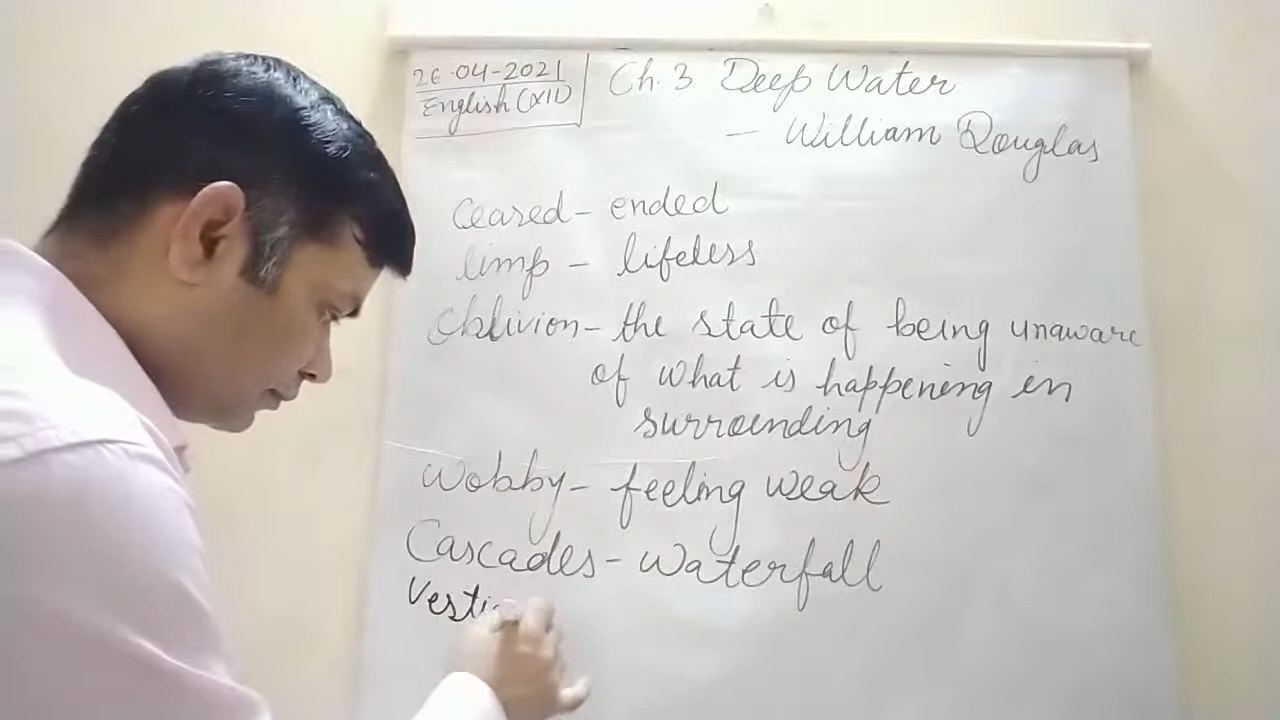 26.04-2021
English (XII)
Ch. 3 Deep Water
- William Douglas
Ceased - ended
limp - lifeless
Oblivion - the state of being unaware
of what is happening in
surrounding
Wobby - feeling weak
Cascades - Waterfall
Vesti